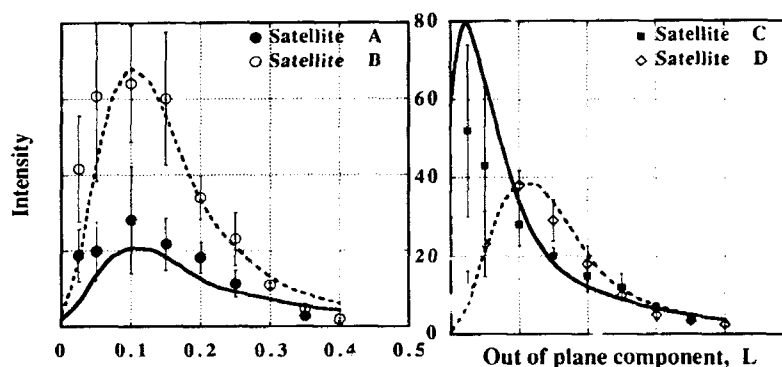 Satellite A
Satellite B
Intensity
0 0.1 0.2 0.3 0.4 0.5
80
60
40
20
0
Satellite C
Satellite D
Out of plane component, L